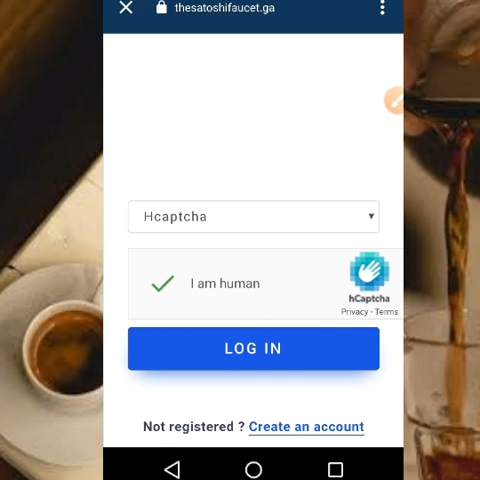 thesatoshifaucet.ga
Hcaptcha
I am human
hCaptcha
Privacy - Terms
LOG IN
Not registered ? Create an account